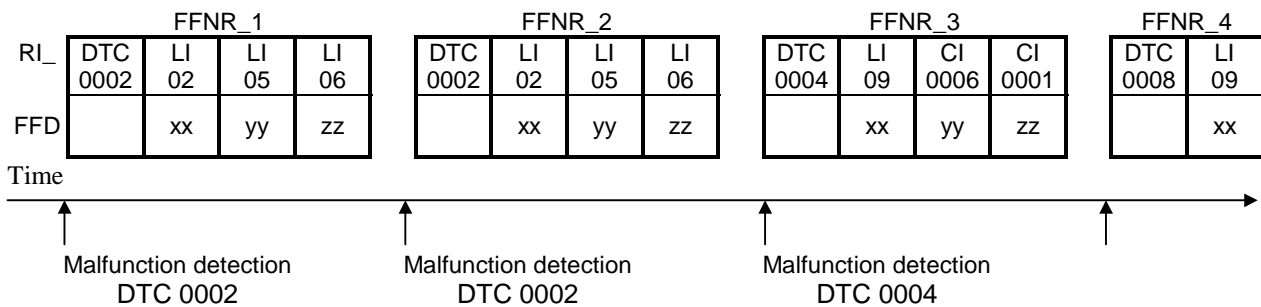 FFNR_1 FFNR_2 FFNR_3 FFNR_4
RI_ DTC LI LI LI DTC LI LI LI DTC LI CI CI DTC LI
0002 02 05 06 0002 02 05 06 0004 09 0006 0001 0008 09
FFD xx yy zz xx yy zz xx yy zz xx
Time
Malfunction detection Malfunction detection Malfunction detection
DTC 0002 DTC 0002 DTC 0004